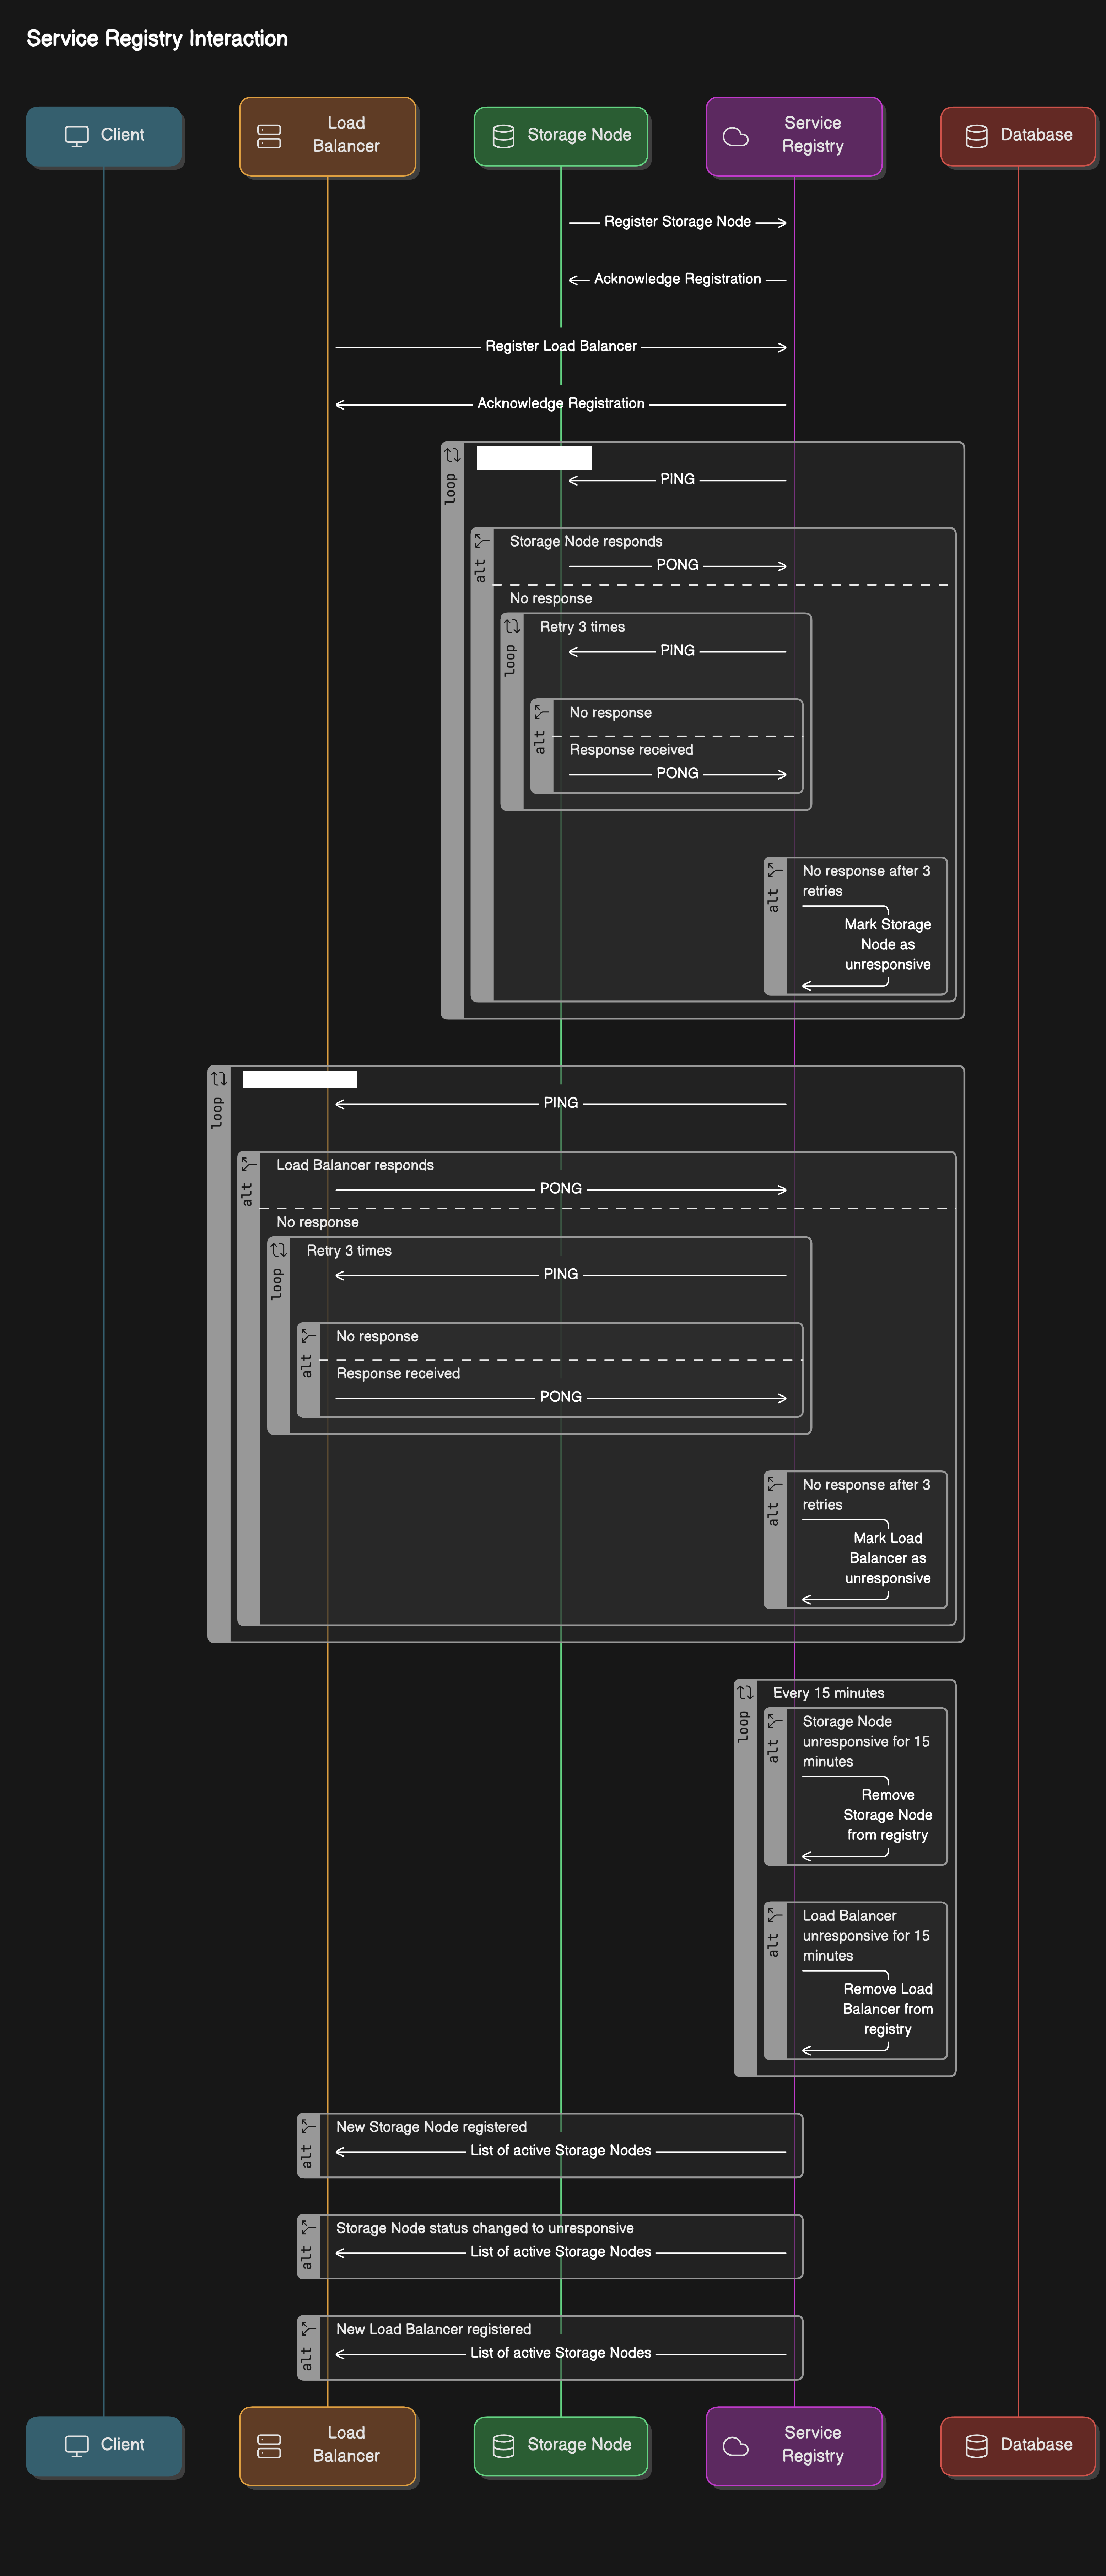 Service Registry Interaction
Client
Load
Balancer
Storage Node
Service
Registry
Database
Register Storage Node
Acknowledge Registration
Register Load Balancer
Acknowledge Registration
loop
PING
alt
Storage Node responds
PONG
No response
loop
Retry 3 times
PING
alt
No response
Response received
PONG
alt
No response after 3
retries
Mark Storage
Node as
unresponsive
loop
PING
alt
Load Balancer responds
PONG
No response
loop
Retry 3 times
PING
alt
No response
Response received
PONG
alt
No response after 3
retries
Mark Load
Balancer as
unresponsive
loop
Every 15 minutes
alt
Storage Node
unresponsive for 15
minutes
Remove
Storage Node
from registry
alt
Load Balancer
unresponsive for 15
minutes
Remove Load
Balancer from
registry
alt
New Storage Node registered
List of active Storage Nodes
alt
Storage Node status changed to unresponsive
List of active Storage Nodes
alt
New Load Balancer registered
List of active Storage Nodes
Client
Load
Balancer
Storage Node
Service
Registry
Database